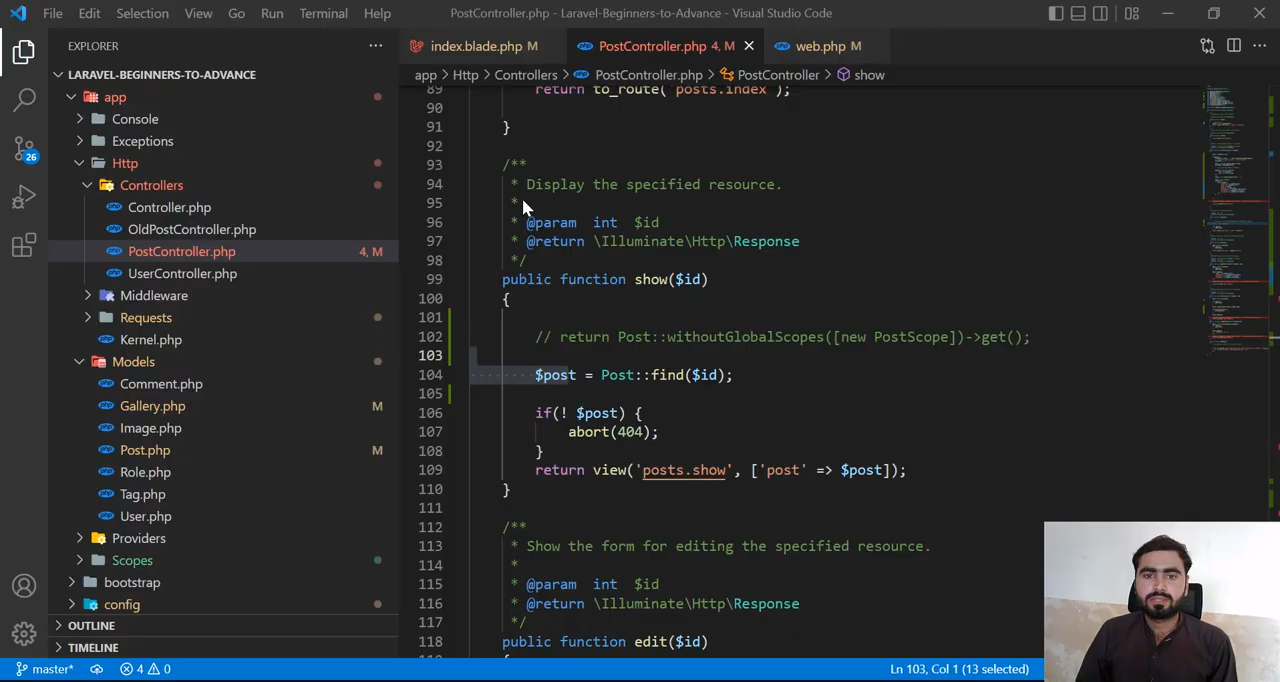 File Edit Selection View Go Run Terminal Help PostController.php - Laravel-Beginners-to-Advance - Visual Studio Code
EXPLORER
LARAVEL-BEGINNERS-TO-ADVANCE
app
Console
Exceptions
Http
Controllers
Controller.php
OldPostController.php
PostController.php 4, M
UserController.php
Middleware
Requests
Kernel.php
Models
Comment.php
Gallery.php M
Image.php
Post.php M
Role.php
Tag.php
User.php
Providers
Scopes
bootstrap
config
OUTLINE
TIMELINE
26
index.blade.php M PostController.php 4, M web.php M
app > Http > Controllers > PostController.php > PostController > show
89 return to_route('posts.index');
90
91 }
92
93 /**
94 * Display the specified resource.
95 *
96 * @param int $id
97 * @return \Illuminate\Http\Response
98 */
99 public function show($id)
100 {
101
102 // return Post::withoutGlobalScopes([new PostScope])->get();
103
104 $post = Post::find($id);
105
106 if(! $post) {
107 abort(404);
108 }
109 return view('posts.show', ['post' => $post]);
110 }
111
112 /**
113 * Show the form for editing the specified resource.
114 *
115 * @param int $id
116 * @return \Illuminate\Http\Response
117 */
118 public function edit($id)
master* 4 0 Ln 103, Col 1 (13 selected)